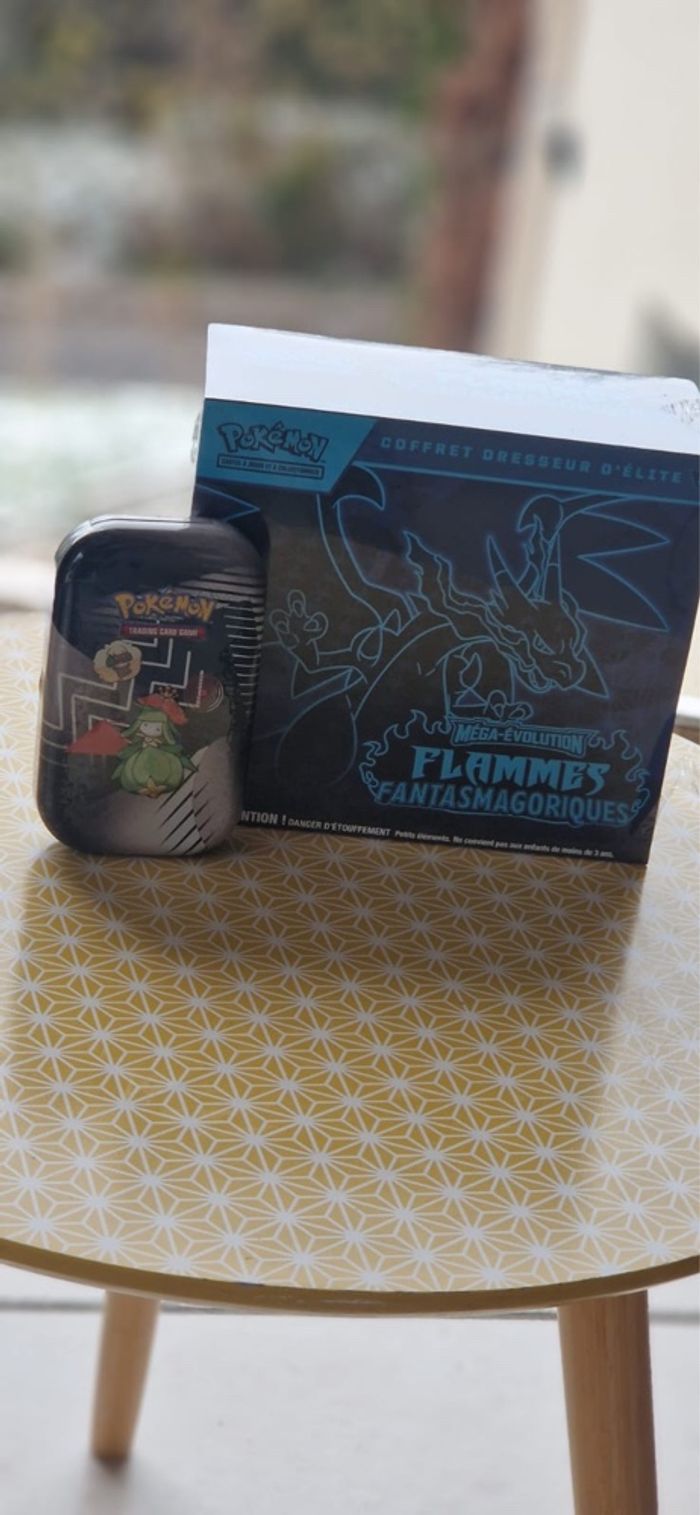 Pokémon
CARTES À JOUER ET À COLLECTIONNER
COFFRET DRESSEUR D'ÉLITE
Pokémon
TRADING CARD GAME
MÉGA-ÉVOLUTION
FLAMMES
FANTASMAGORIQUES
NTION ! DANGER D'ÉTOUFFEMENT Petits éléments. Ne convient pas aux enfants de moins de 3 ans.